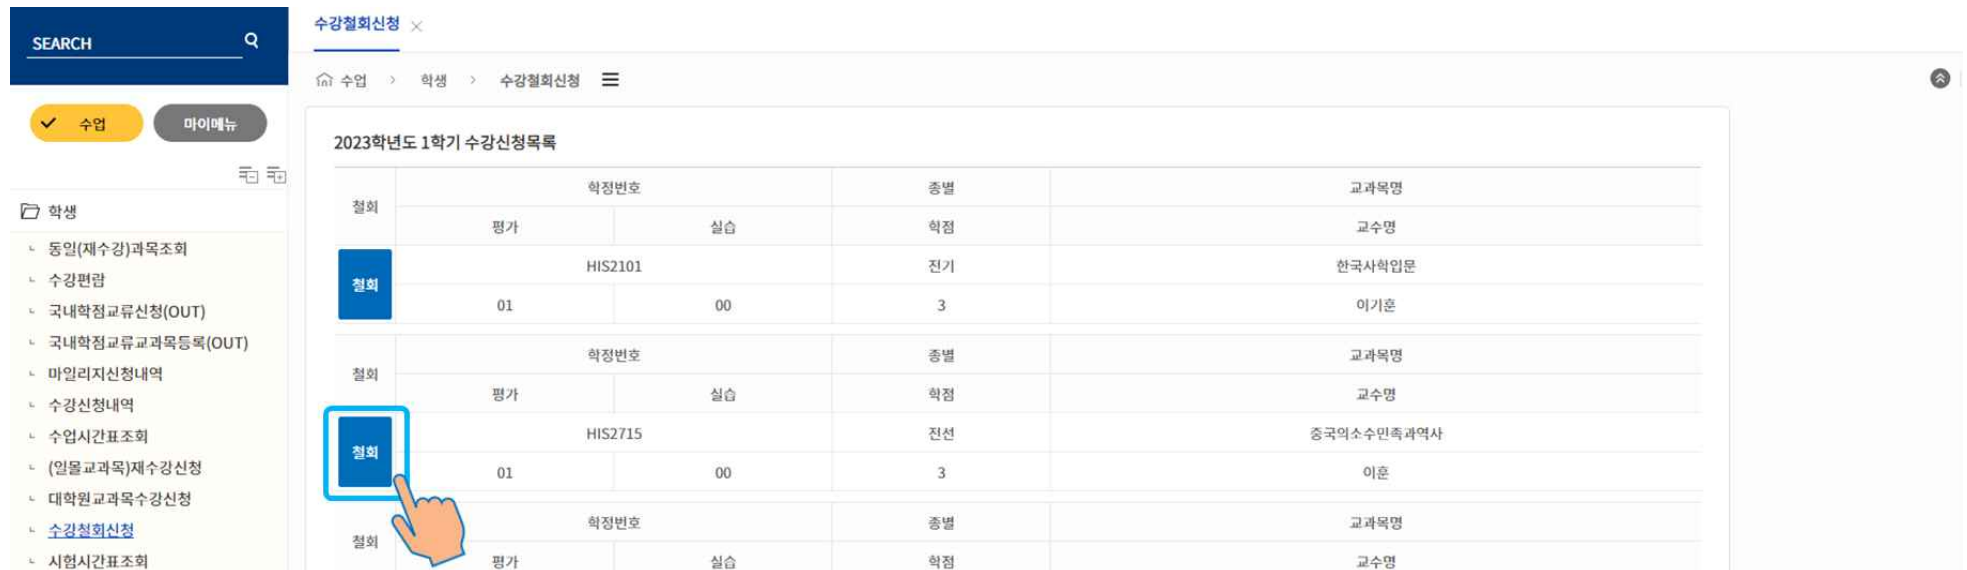 SEARCH
수업
마이메뉴
학생
동일(재수강)과목조회
수강편람
국내학점교류신청(OUT)
국내학점교류교과목등록(OUT)
마일리지신청내역
수강신청내역
수업시간표조회
(일몰교과목)재수강신청
대학원교과목수강신청
수강철회신청
시험시간표조회
수강철회신청
수업 > 학생 > 수강철회신청
2023학년도 1학기 수강신청목록
철회 학정번호 종별 교과목명
평가 실습 학점 교수명
철회 HIS2101 전기 한국사학입문
01 00 3 이기훈
철회 학정번호 종별 교과목명
평가 실습 학점 교수명
철회 HIS2715 전선 중국의소수민족과역사
01 00 3 이훈
철회 학정번호 종별 교과목명
평가 실습 학점 교수명